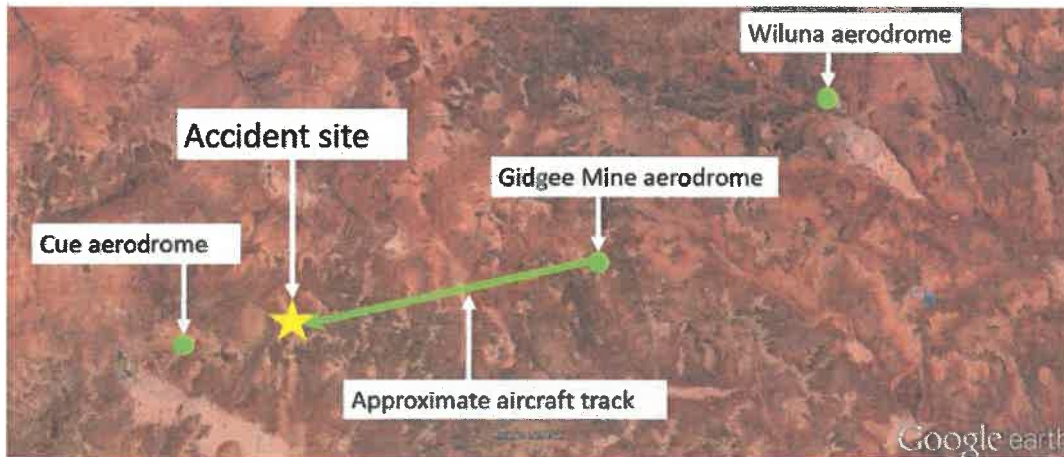 Wiluna aerodrome
Accident site
Gidgee Mine aerodrome
Cue aerodrome
Approximate aircraft track
Google earth